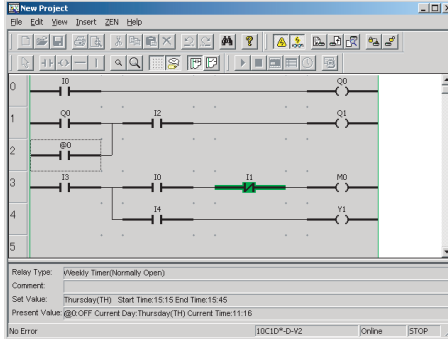 New Project
File Edit View Insert ZEN Help
0 I0 Q0
1 Q0 I2 Q1
2 @0
3 I3 I0 I1 M0
4 I4 Y1
5
Relay Type: Weekly Timer(Normally Open)
Comment:
Set Value: Thursday(TH) Start Time:15:15 End Time:15:45
Present Value: @0:OFF Current Day:Thursday(TH) Current Time:11:16
No Error 10C1D*-D-V2 Online STOP